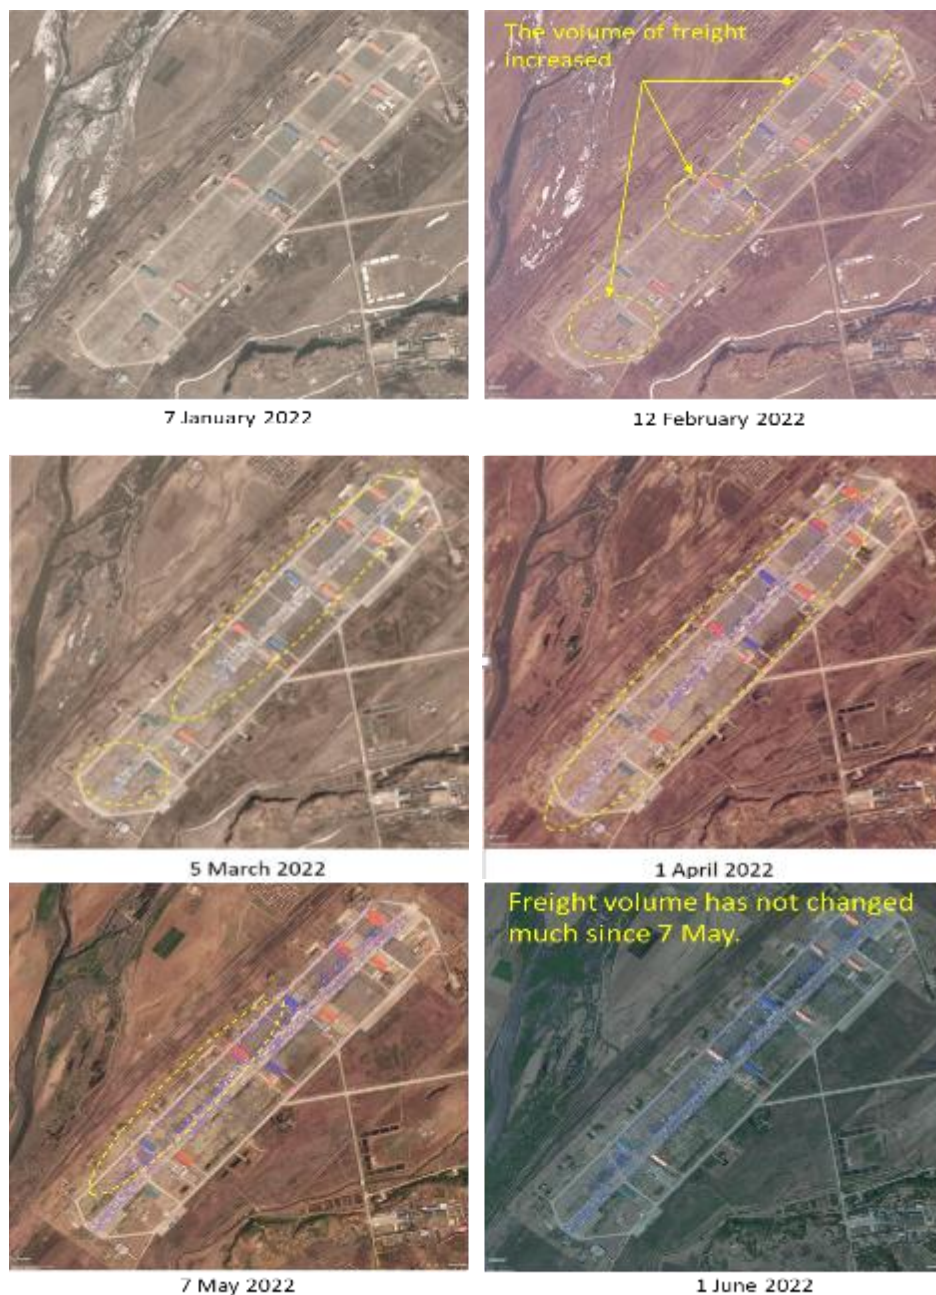 The volume of freight
increased
7 January 2022
12 February 2022
5 March 2022
1 April 2022
Freight volume has not changed
much since 7 May.
7 May 2022
1 June 2022